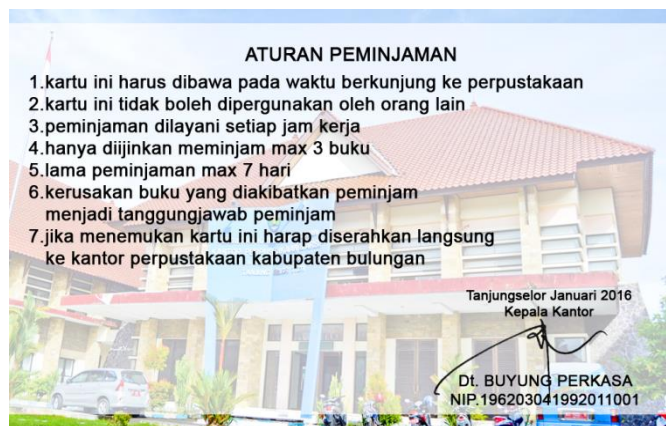 ATURAN PEMINJAMAN
1.kartu ini harus dibawa pada waktu berkunjung ke perpustakaan
2.kartu ini tidak boleh dipergunakan oleh orang lain
3.peminjaman dilayani setiap jam kerja
4.hanya diijinkan meminjam max 3 buku
5.lama peminjaman max 7 hari
6.kerusakan buku yang diakibatkan peminjam
menjadi tanggungjawab peminjam
7.jika menemukan kartu ini harap diserahkan langsung
ke kantor perpustakaan kabupaten bulungan
Tanjungselor Januari 2016
Kepala Kantor
Dt. BUYUNG PERKASA
NIP.196203041992011001